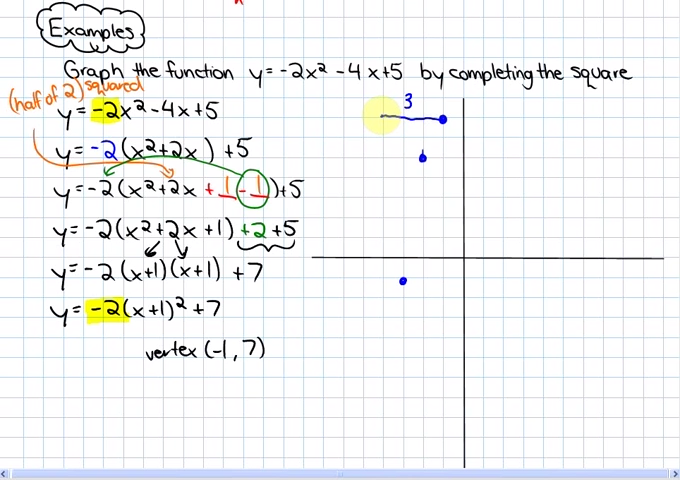 Examples
Graph the function y = -2x² - 4x + 5 by completing the square
(half of 2) squared
y = -2x² - 4x + 5
3
y = -2(x² + 2x ) + 5
y = -2(x² + 2x + 1 - 1) + 5
y = -2(x² + 2x + 1) + 2 + 5
y = -2(x+1)(x+1) + 7
y = -2(x+1)² + 7
vertex (-1, 7)